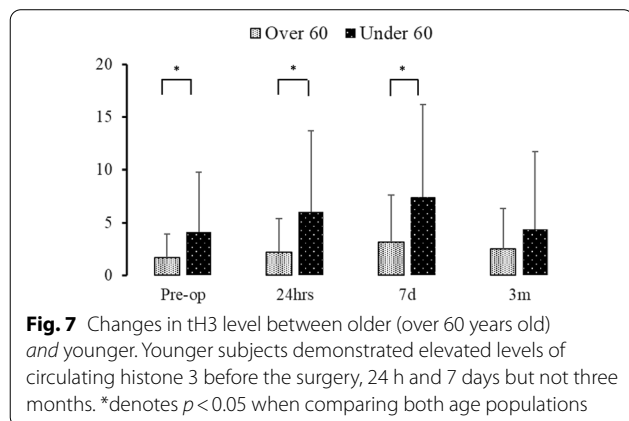 Over 60 Under 60
20
* * *
15
10
5
0
Pre-op 24hrs 7d 3m
Fig. 7 Changes in tH3 level between older (over 60 years old)
and younger. Younger subjects demonstrated elevated levels of
circulating histone 3 before the surgery, 24 h and 7 days but not three
months. *denotes p < 0.05 when comparing both age populations